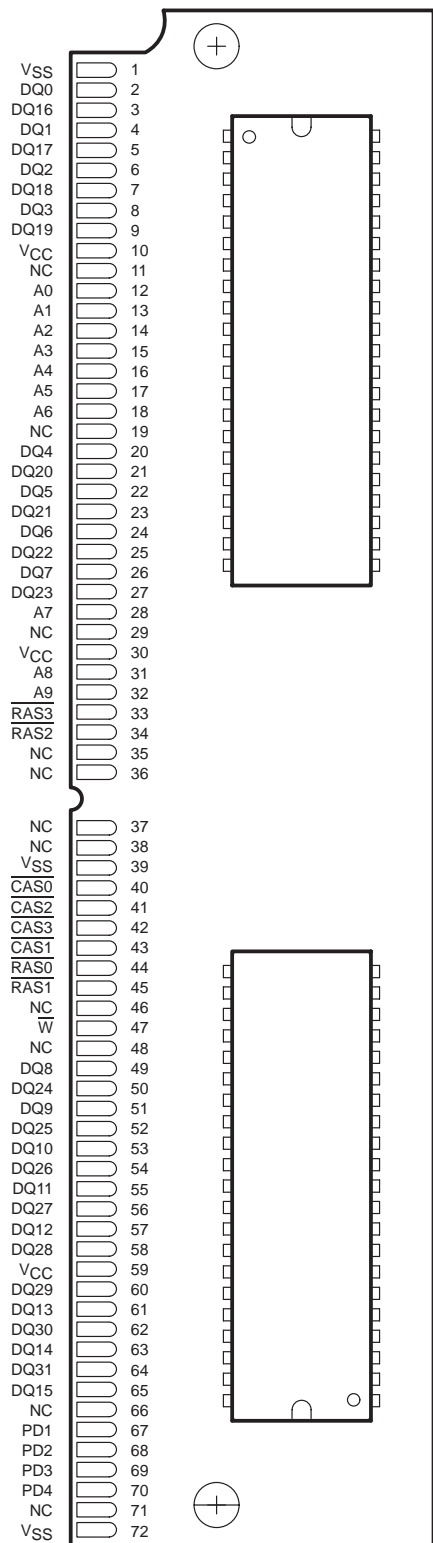 VSS 1
DQ0 2
DQ16 3
DQ1 4
DQ17 5
DQ2 6
DQ18 7
DQ3 8
DQ19 9
VCC 10
NC 11
A0 12
A1 13
A2 14
A3 15
A4 16
A5 17
A6 18
NC 19
DQ4 20
DQ20 21
DQ5 22
DQ21 23
DQ6 24
DQ22 25
DQ7 26
DQ23 27
A7 28
NC 29
VCC 30
A8 31
A9 32
RAS3 33
RAS2 34
NC 35
NC 36
NC 37
NC 38
VSS 39
CAS0 40
CAS2 41
CAS3 42
CAS1 43
RAS0 44
RAS1 45
NC 46
W 47
NC 48
DQ8 49
DQ24 50
DQ9 51
DQ25 52
DQ10 53
DQ26 54
DQ11 55
DQ27 56
DQ12 57
DQ28 58
VCC 59
DQ29 60
DQ13 61
DQ30 62
DQ14 63
DQ31 64
DQ15 65
NC 66
PD1 67
PD2 68
PD3 69
PD4 70
NC 71
VSS 72